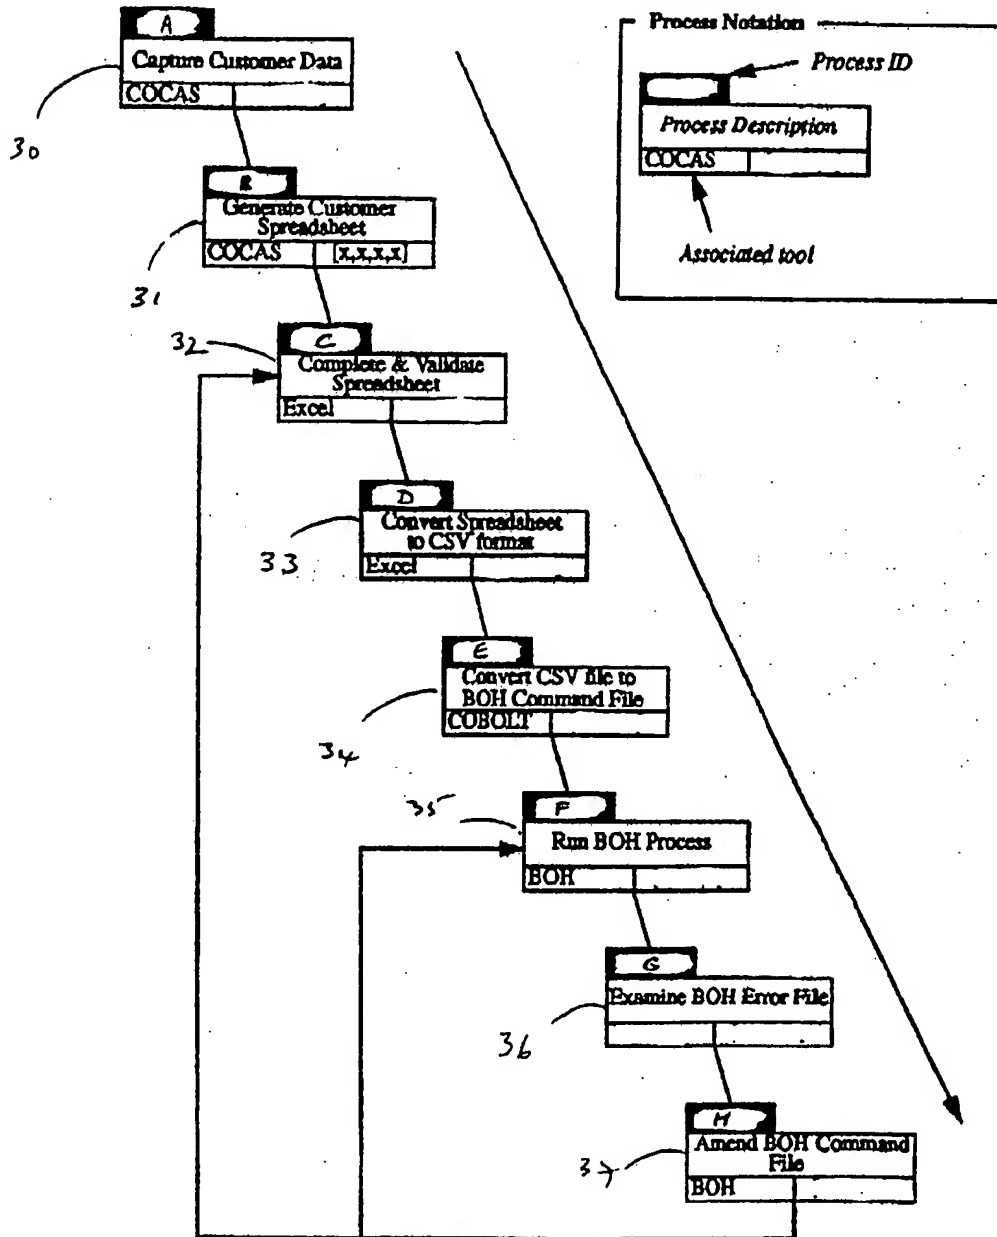 A
Capture Customer Data
COCAS
30
Process Notation
Process ID
Process Description
COCAS
Associated tool
Generate Customer
Spreadsheet
COCAS [x,x,x,x]
31
32
C
Complete & Validate
Spreadsheet
Excel
D
Convert Spreadsheet
to CSV format
Excel
33
E
Convert CSV file to
BOH Command File
COBOLT
34
35
F
Run BOH Process
BOH
G
Examine BOH Error File
36
H
Amend BOH Command
File
BOH
37